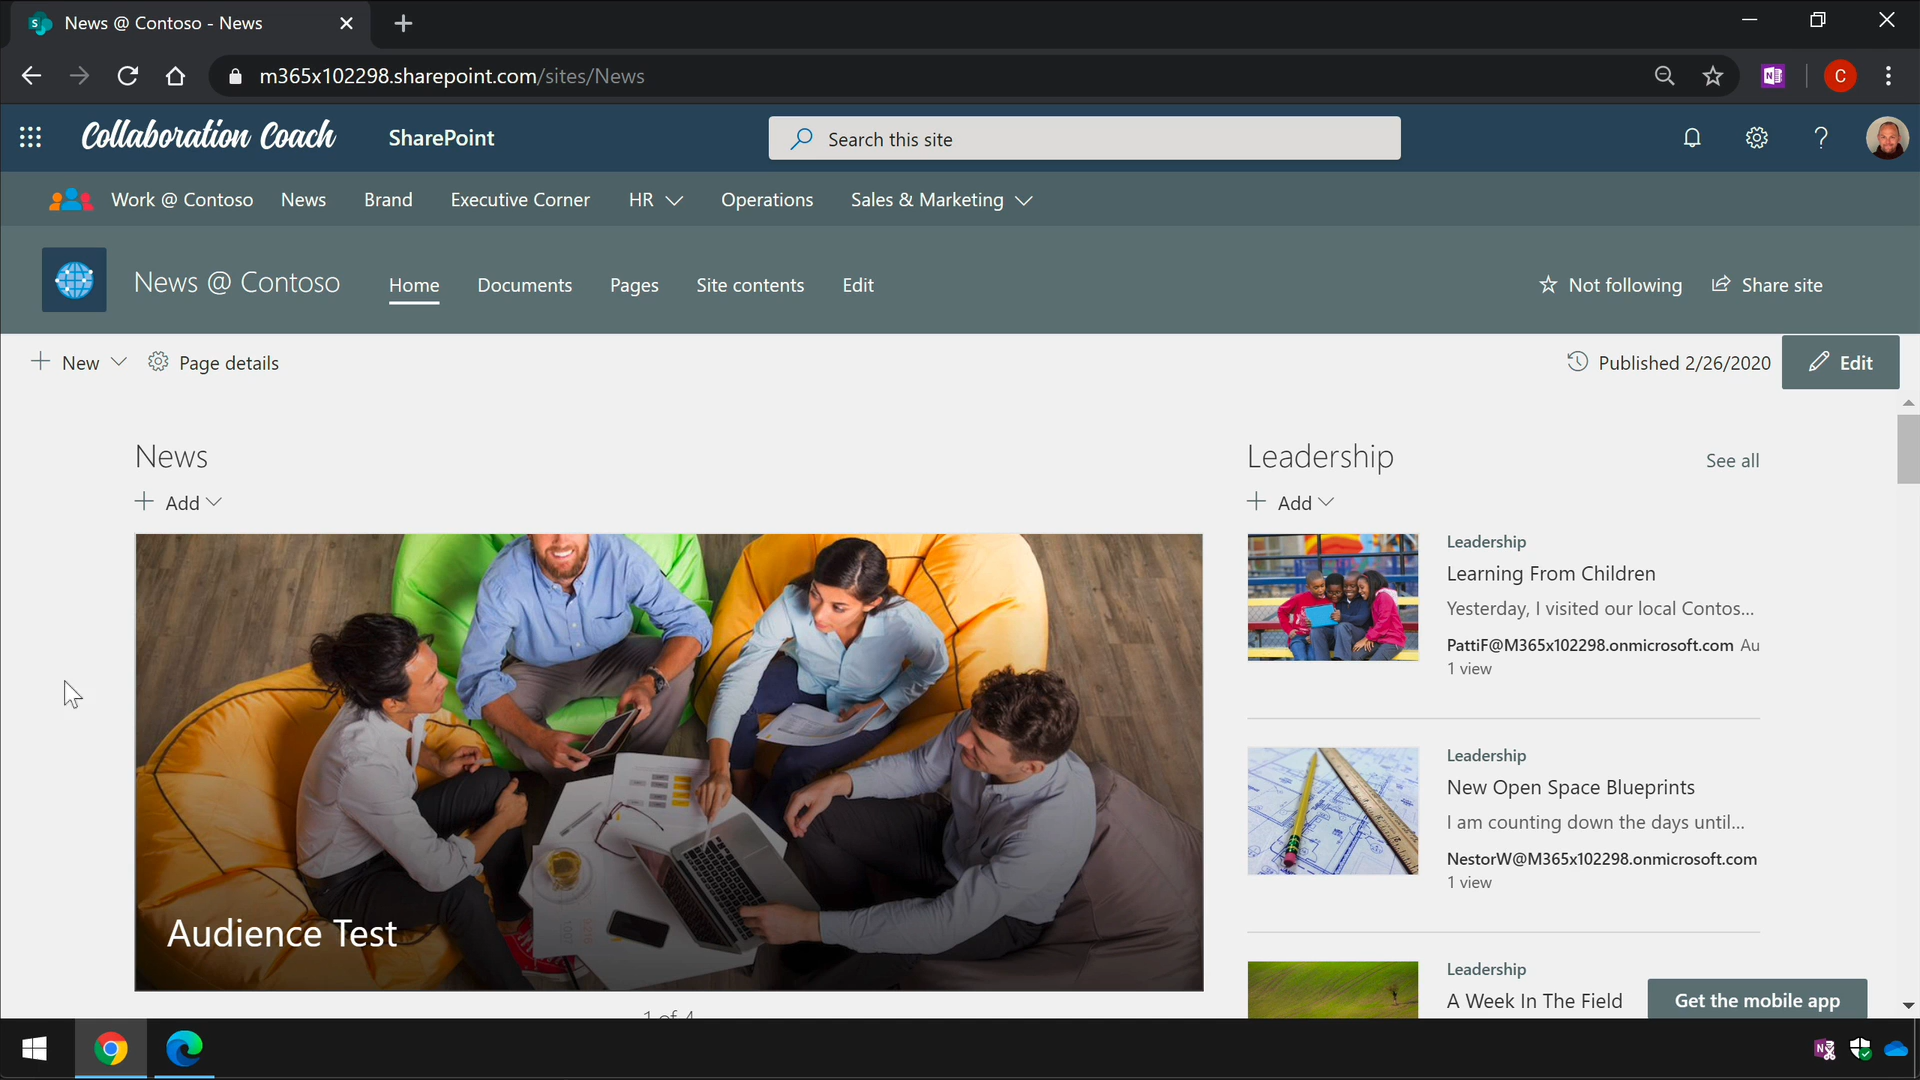 News @ Contoso - News
m365x102298.sharepoint.com/sites/News
C
Collaboration Coach
SharePoint
Search this site
Work @ Contoso
News
Brand
Executive Corner
HR
Operations
Sales & Marketing
News @ Contoso
Home
Documents
Pages
Site contents
Edit
Not following
Share site
New
Page details
Published 2/26/2020
Edit
News
Add
Audience Test
1 of 4
Leadership
See all
Add
Leadership
Learning From Children
Yesterday, I visited our local Contos...
PattiF@M365x102298.onmicrosoft.com Au
1 view
Leadership
New Open Space Blueprints
I am counting down the days until...
NestorW@M365x102298.onmicrosoft.com
1 view
Leadership
A Week In The Field
Get the mobile app